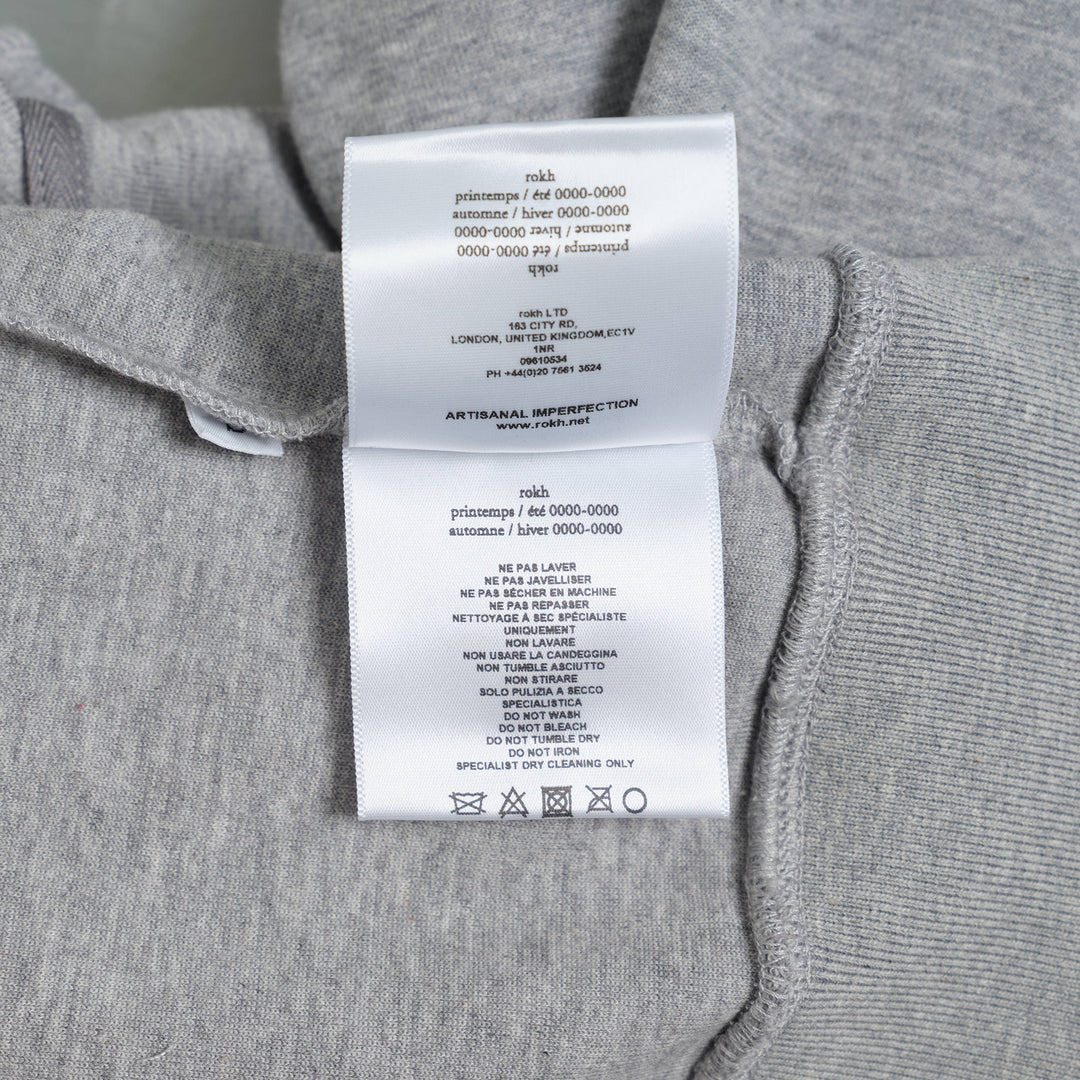 rokh
printemps / été 0000-0000
automne / hiver 0000-0000
automne / hiver 0000-0000
printemps / été 0000-0000
rokh
rokh LTD
163 CITY RD,
LONDON, UNITED KINGDOM,EC1V
1NR
09610534
PH +44(0)20 7561 3524
ARTISANAL IMPERFECTION
www.rokh.net
rokh
printemps / été 0000-0000
automne / hiver 0000-0000
NE PAS LAVER
NE PAS JAVELLISER
NE PAS SÉCHER EN MACHINE
NE PAS REPASSER
NETTOYAGE À SEC SPÉCIALISTE
UNIQUEMENT
NON LAVARE
NON USARE LA CANDEGGINA
NON TUMBLE ASCIUTTO
NON STIRARE
SOLO PULIZIA A SECCO
SPECIALISTICA
DO NOT WASH
DO NOT BLEACH
DO NOT TUMBLE DRY
DO NOT IRON
SPECIALIST DRY CLEANING ONLY